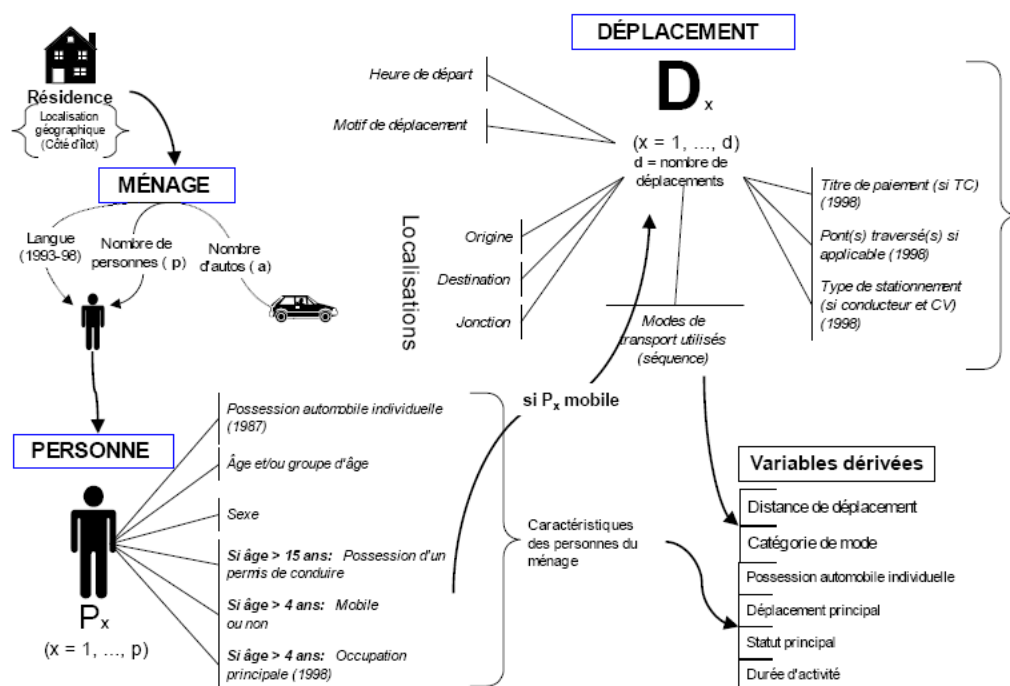 Résidence
Localisation
géographique
(Côté d'îlot)
MÉNAGE
Langue
(1993-98)
Nombre de
personnes ( p)
Nombre
d'autos ( a)
PERSONNE
P x
(x = 1, ..., p)
Possession automobile individuelle
(1987)
Âge et/ou groupe d'âge
Sexe
Si âge > 15 ans: Possession d'un
permis de conduire
Si âge > 4 ans: Mobile
ou non
Si âge > 4 ans: Occupation
principale (1998)
Caractéristiques
des personnes du
ménage
si Px mobile
DÉPLACEMENT
D x
(x = 1, ..., d)
d = nombre de
déplacements
Heure de départ
Motif de déplacement
Localisations
Origine
Destination
Jonction
Modes de
transport utilisés
(séquence)
Titre de paiement (si TC)
(1998)
Pont(s) traversé(s) si
applicable (1998)
Type de stationnement
(si conducteur et CV)
(1998)
Variables dérivées
Distance de déplacement
Catégorie de mode
Possession automobile individuelle
Déplacement principal
Statut principal
Durée d'activité